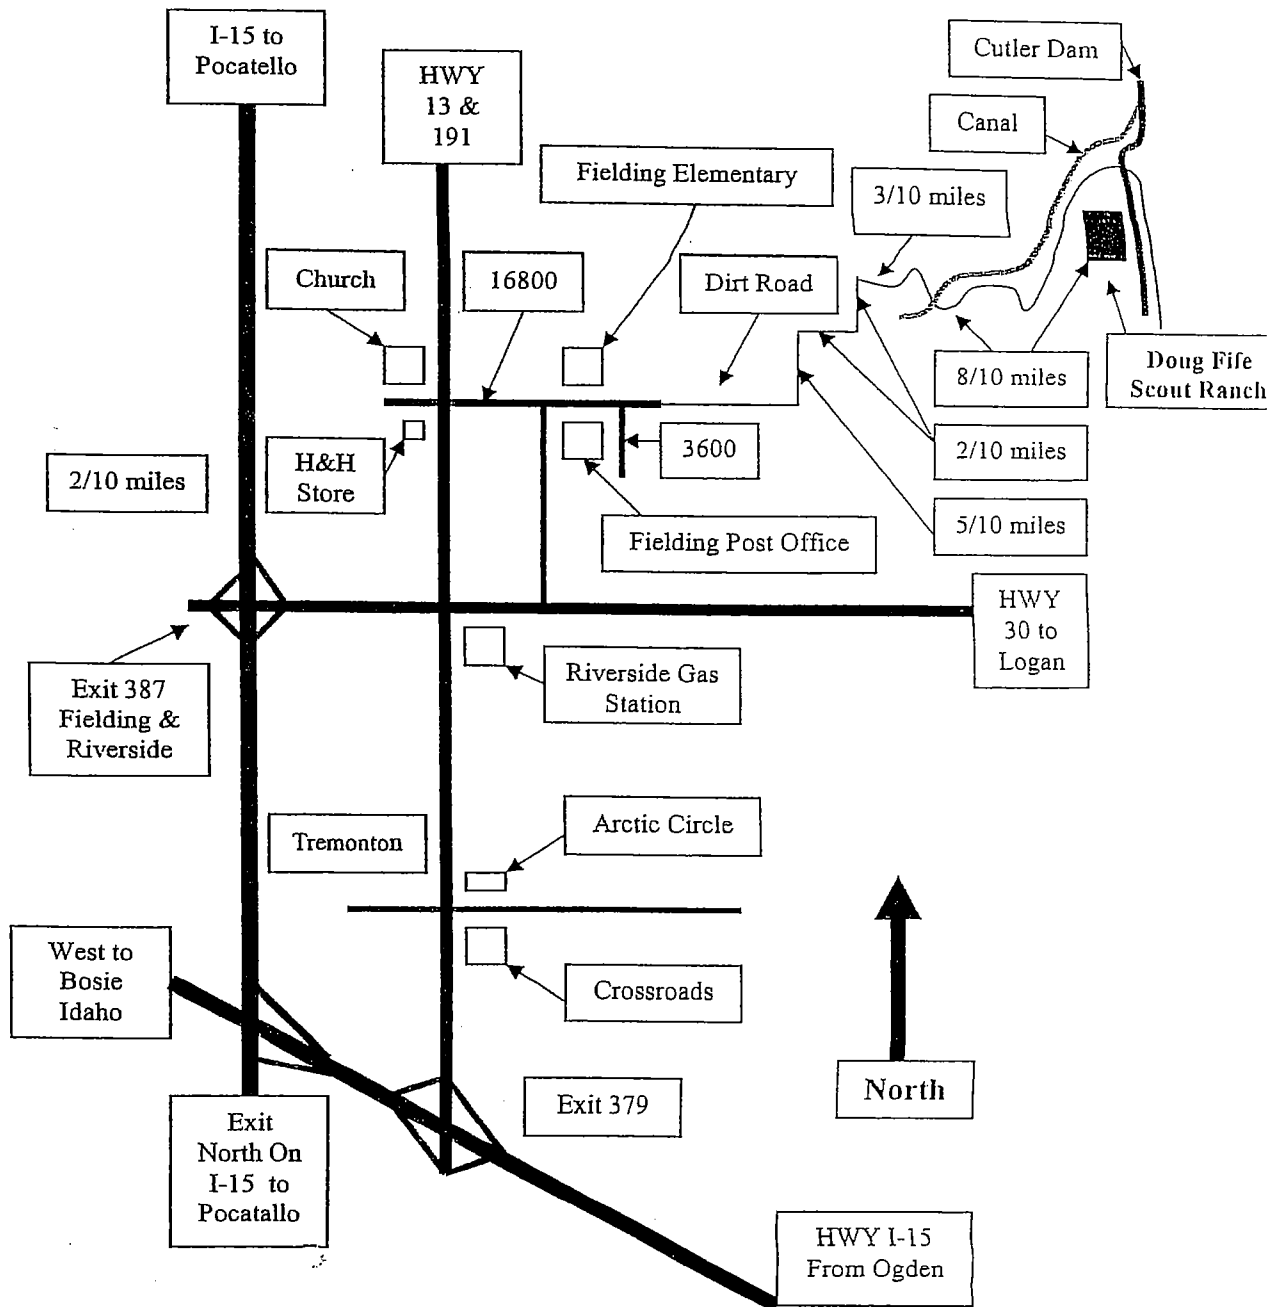 I-15 to
Pocatello
HWY
13 &
191
Cutler Dam
Canal
Fielding Elementary
3/10 miles
Church
16800
Dirt Road
8/10 miles
Doug Fife
Scout Ranch
H&H
Store
3600
2/10 miles
2/10 miles
Fielding Post Office
5/10 miles
HWY
30 to
Logan
Exit 387
Fielding &
Riverside
Riverside Gas
Station
Tremonton
Arctic Circle
West to
Bosie
Idaho
Crossroads
North
Exit 379
Exit
North On
I-15 to
Pocatallo
HWY I-15
From Ogden